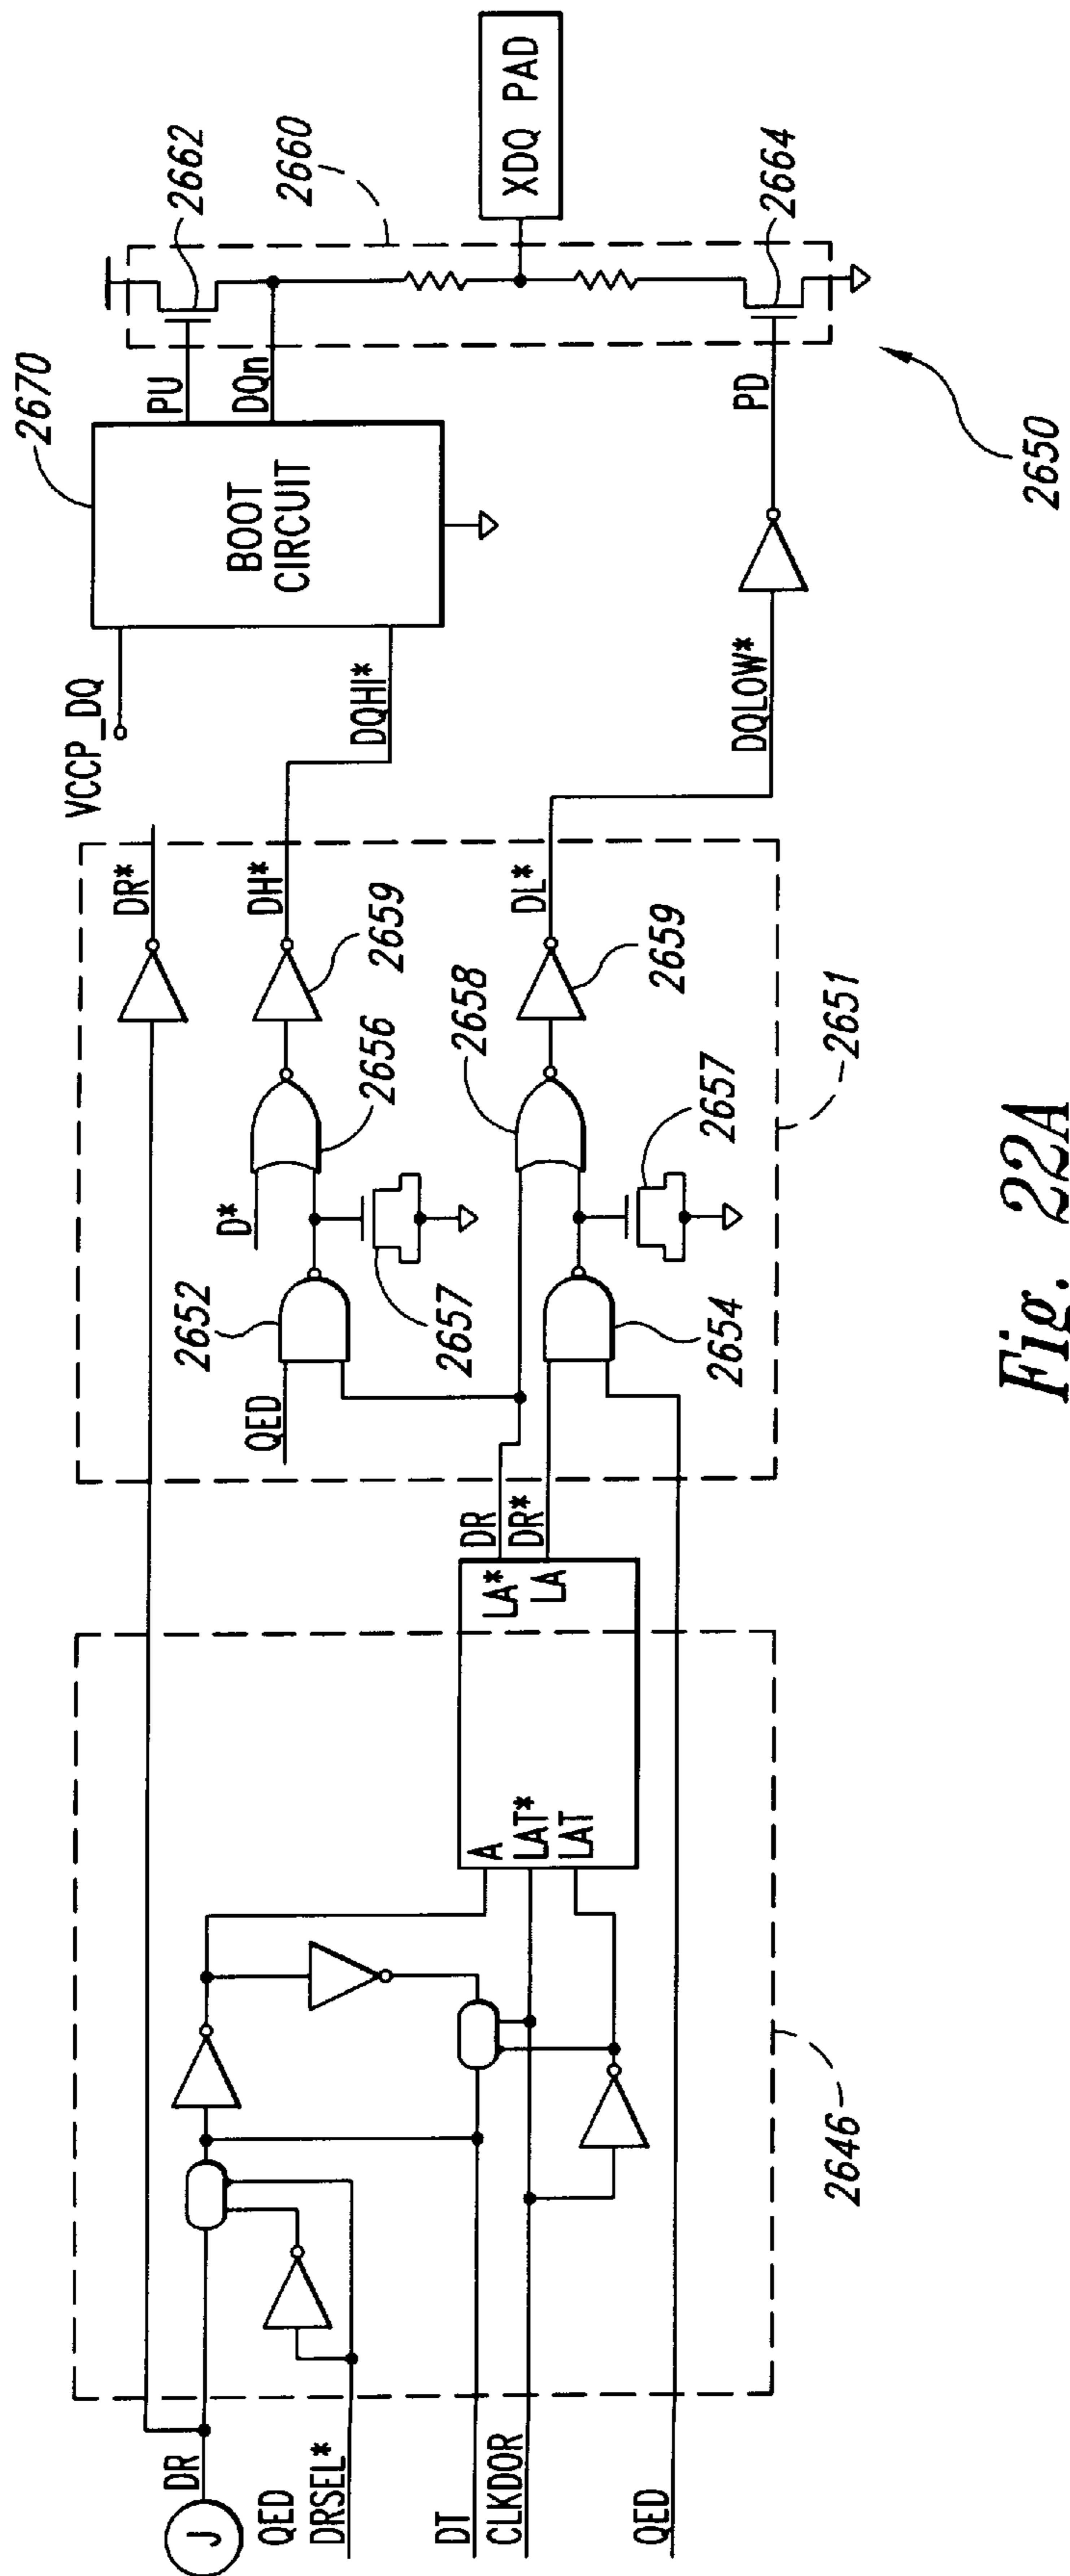 J
DR
QED
DRSEL*
DT
CLKDOR
QED
2646
A
LAT*
LAT
LA*
LA
DR
DR*
QED
D*
2652
2657
2654
2656
2658
2657
2659
2659
2651
DR*
DH*
DL*
VCCP_DQ
DQHI*
DQLOW*
2670
BOOT
CIRCUIT
PU
DQn
PD
2662
2660
2664
XDQ PAD
2650
Fig. 22A